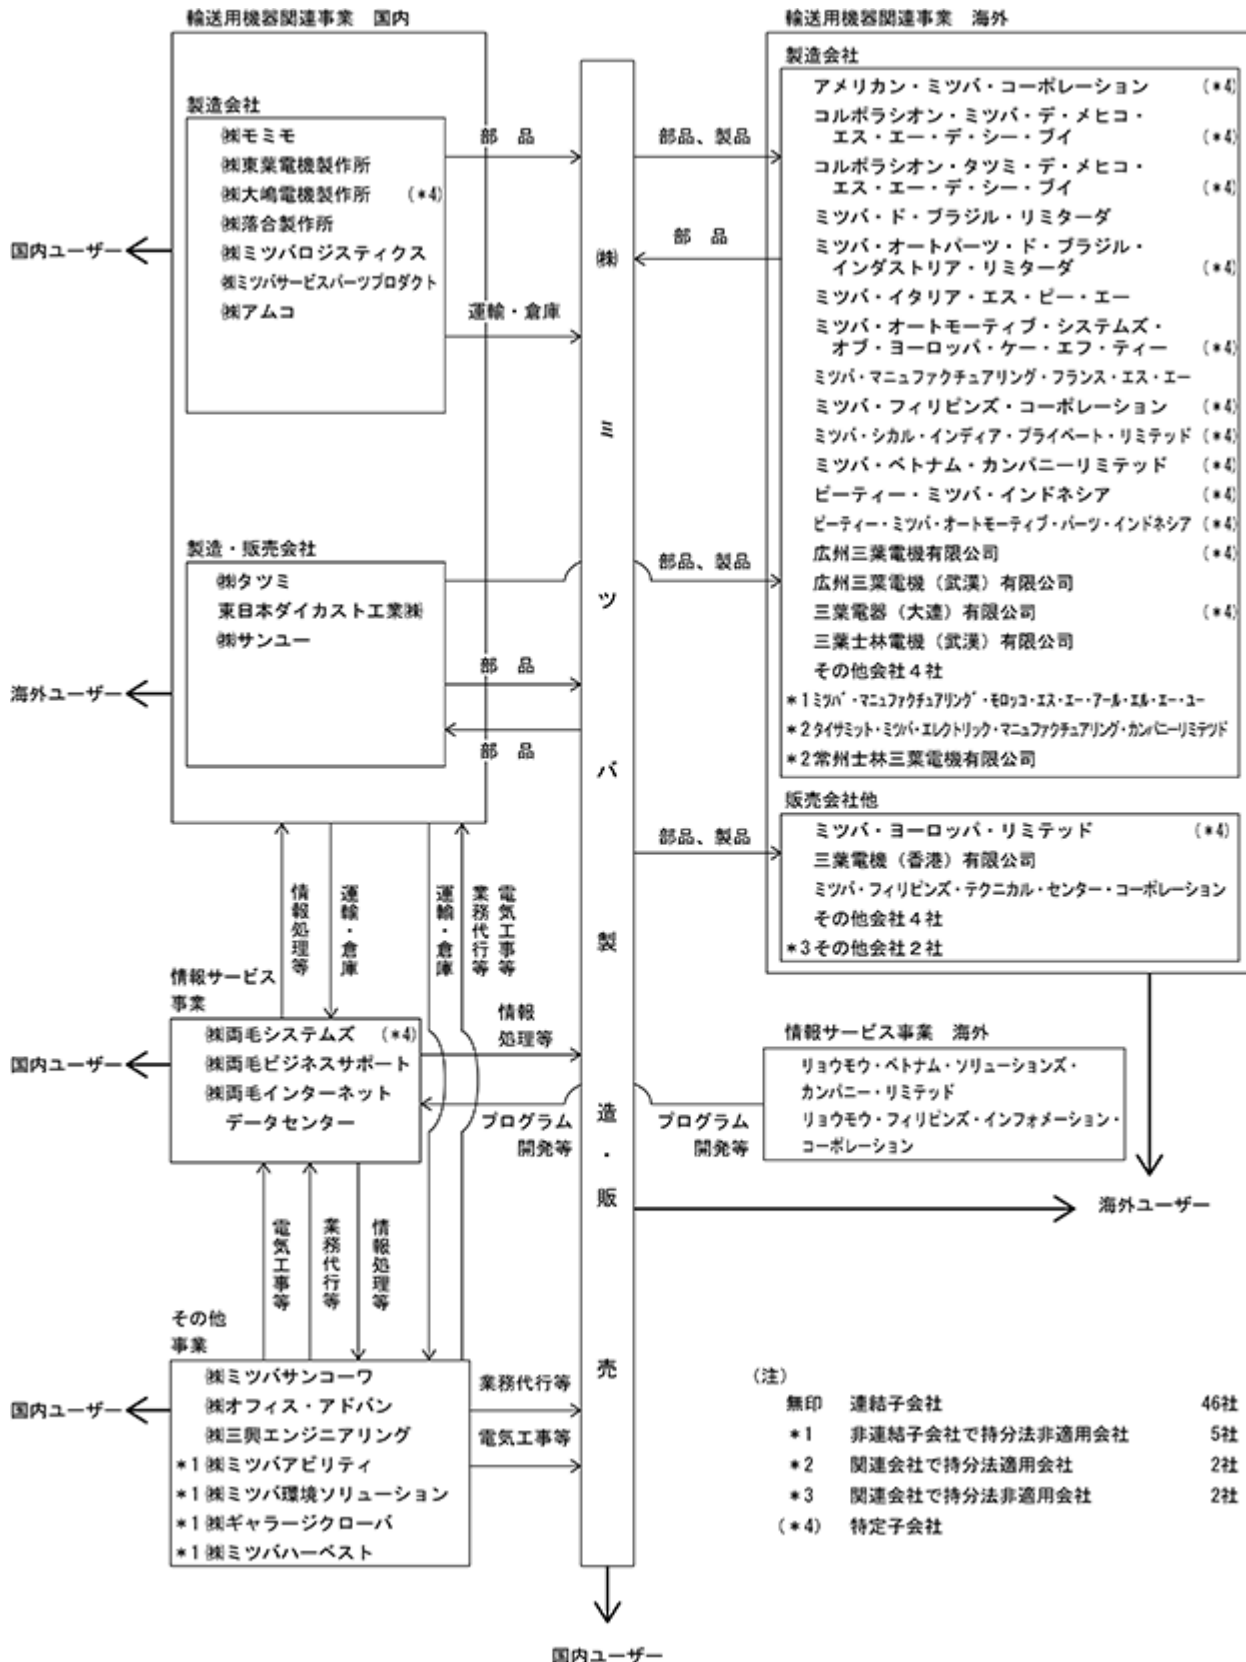 輸送用機器関連事業　国内
製造会社
㈱モミモ
㈱東葉電機製作所
㈱大嶋電機製作所　(＊4)
㈱落合製作所
㈱ミツバロジスティクス
㈱ミツバサービスパーツプロダクト
㈱アムコ
国内ユーザー
部　品
運輸・倉庫
製造・販売会社
㈱タツミ
東日本ダイカスト工業㈱
㈱サンユー
海外ユーザー
部　品
部　品
㈱ミツバ製造・販売
部品、製品
部　品
部品、製品
部品、製品
輸送用機器関連事業　海外
製造会社
アメリカン・ミツバ・コーポレーション　(＊4)
コルポラシオン・ミツバ・デ・メヒコ・
エス・エー・デ・シー・ブイ　(＊4)
コルポラシオン・タツミ・デ・メヒコ・
エス・エー・デ・シー・ブイ　(＊4)
ミツバ・ド・ブラジル・リミターダ
ミツバ・オートパーツ・ド・ブラジル・
インダストリア・リミターダ　(＊4)
ミツバ・イタリア・エス・ピー・エー
ミツバ・オートモーティブ・システムズ・
オブ・ヨーロッパ・ケー・エフ・ティー　(＊4)
ミツバ・マニュファクチュアリング・フランス・エス・エー
ミツバ・フィリピンズ・コーポレーション　(＊4)
ミツバ・シカル・インディア・プライベート・リミテッド　(＊4)
ミツバ・ベトナム・カンパニーリミテッド　(＊4)
ピーティー・ミツバ・インドネシア　(＊4)
ピーティー・ミツバ・オートモーティブ・パーツ・インドネシア　(＊4)
広州三葉電機有限公司　(＊4)
広州三葉電機（武漢）有限公司
三葉電器（大連）有限公司　(＊4)
三葉士林電機（武漢）有限公司
その他会社４社
＊1ミツバ・マニュファクチュアリング・モロッコ・エス・エー・アール・エル・エー・ユー
＊2タイサミット・ミツバ・エレクトリック・マニュファクチュアリング・カンパニーリミテッド
＊2常州士林三葉電機有限公司
販売会社他
ミツバ・ヨーロッパ・リミテッド　(＊4)
三葉電機（香港）有限公司
ミツバ・フィリピンズ・テクニカル・センター・コーポレーション
その他会社４社
＊3その他会社２社
情報処理等
運輸・倉庫
運輸・倉庫
業務代行等
電気工事等
情報サービス
事業
㈱両毛システムズ　(＊4)
㈱両毛ビジネスサポート
㈱両毛インターネット
データセンター
国内ユーザー
情報
処理等
プログラム
開発等
プログラム
開発等
情報サービス事業　海外
リョウモウ・ベトナム・ソリューションズ・
カンパニー・リミテッド
リョウモウ・フィリピンズ・インフォメーション・
コーポレーション
海外ユーザー
電気工事等
業務代行等
情報処理等
その他
事業
㈱ミツバサンコーワ
㈱オフィス・アドバン
㈱三興エンジニアリング
＊1㈱ミツバアビリティ
＊1㈱ミツバ環境ソリューション
＊1㈱ギャラージクローバ
＊1㈱ミツバハーベスト
国内ユーザー
業務代行等
電気工事等
国内ユーザー
（注）
無印　連結子会社　46社
＊1　非連結子会社で持分法非適用会社　5社
＊2　関連会社で持分法適用会社　2社
＊3　関連会社で持分法非適用会社　2社
(＊4)　特定子会社